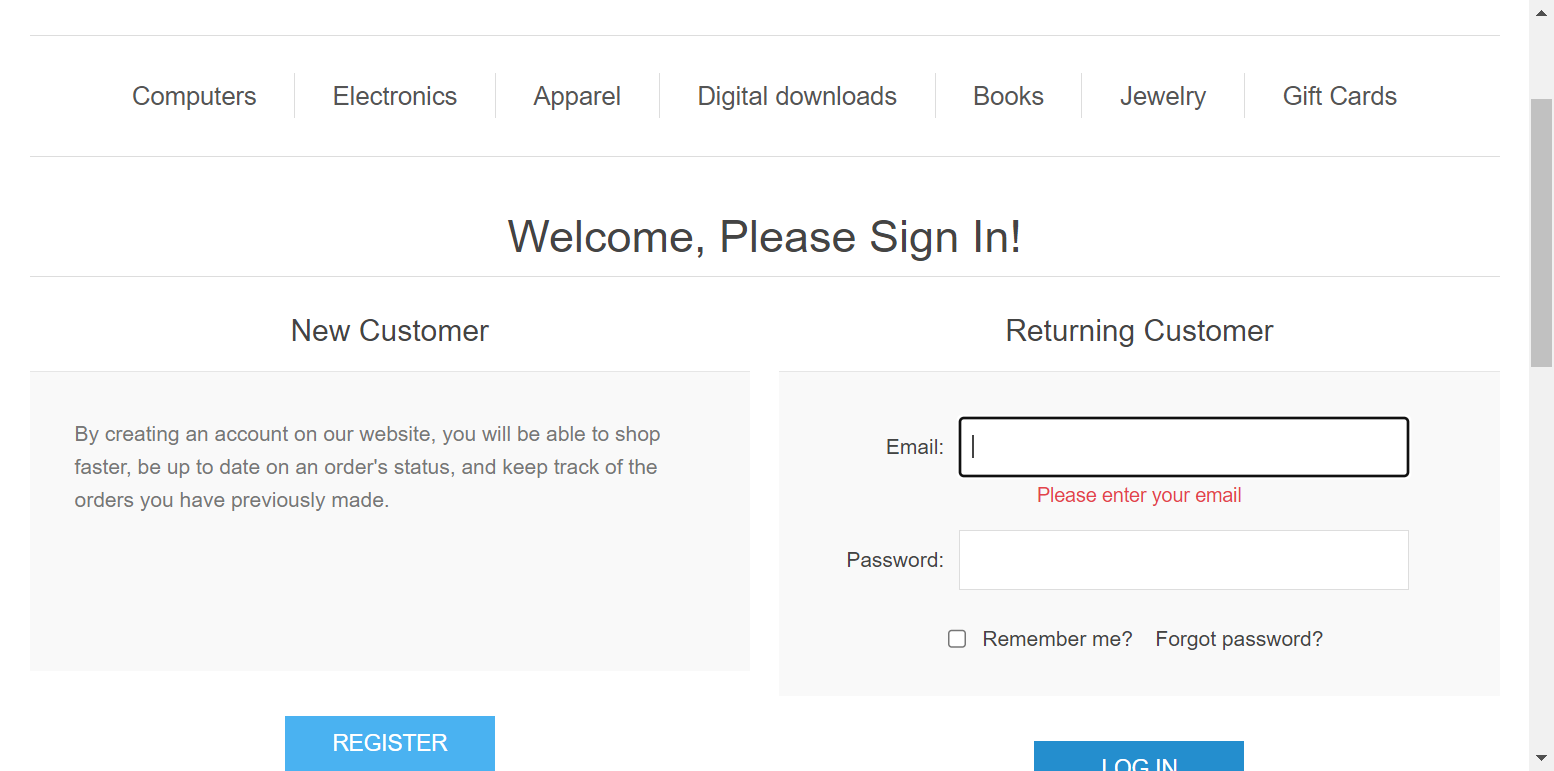 Computers Electronics Apparel Digital downloads Books Jewelry Gift Cards
Welcome, Please Sign In!
New Customer
By creating an account on our website, you will be able to shop
faster, be up to date on an order's status, and keep track of the
orders you have previously made.
REGISTER
Returning Customer
Email:
Please enter your email
Password:
Remember me? Forgot password?
LOG IN